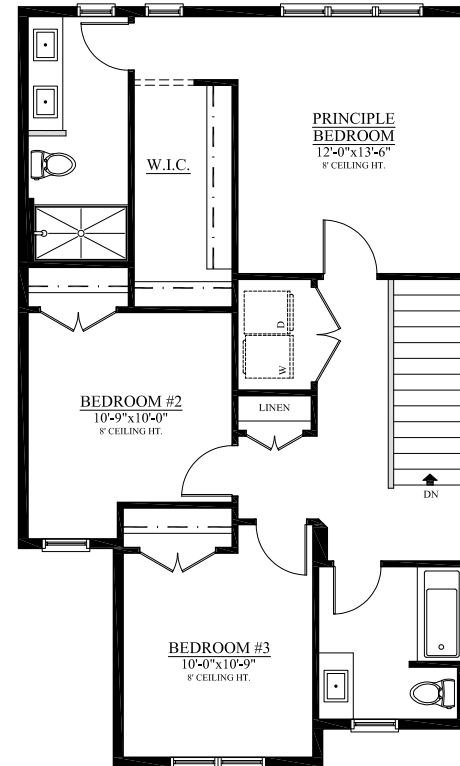 PRINCIPLE
BEDROOM
12'-0"x13'-6"
8' CEILING HT.
W.I.C.
D
W
BEDROOM #2
10'-9"x10'-0"
8' CEILING HT.
LINEN
DN
BEDROOM #3
10'-0"x10'-9"
8' CEILING HT.